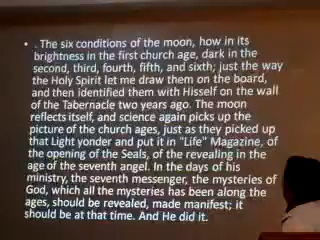 • . The six conditions of the moon, how in its
brightness in the first church age, dark in the
second, third, fourth, fifth, and sixth; just the way
the Holy Spirit let me draw them on the board,
and then identified them with Hisself on the wall
of the Tabernacle two years ago. The moon
reflects itself, and science again picks up the
picture of the church ages, just as they picked up
that Light yonder and put it in "Life" Magazine, of
the opening of the Seals, of the revealing in the
age of the seventh angel. In the days of his
ministry, the seventh messenger, the mysteries of
God, which all the mysteries has been along the
ages, should be revealed, made manifest; it
should be at that time. And He did it.